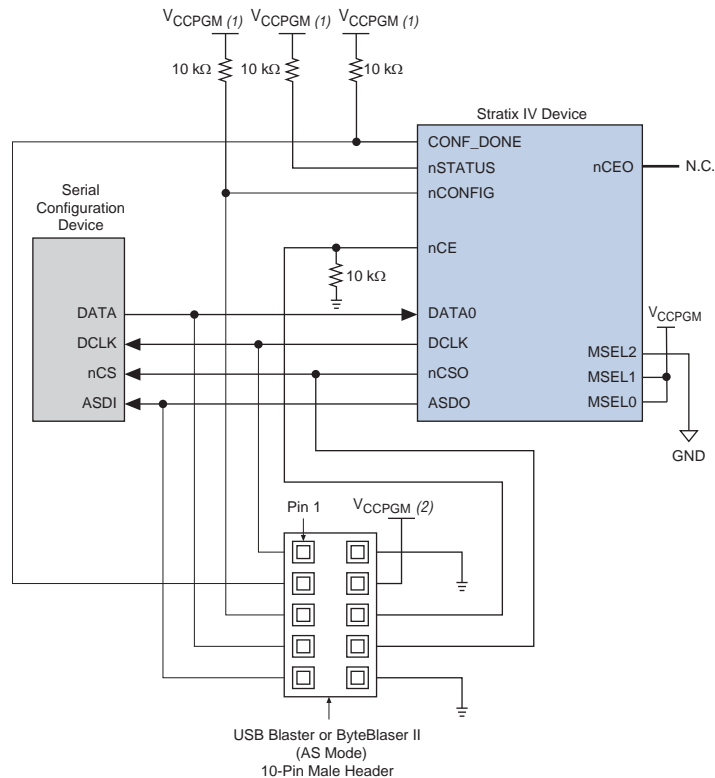 VCCPGM (1) VCCPGM (1) VCCPGM (1)
10 kΩ 10 kΩ 10 kΩ
Stratix IV Device
CONF_DONE
nSTATUS
nCEO N.C.
nCONFIG
Serial
Configuration
Device
nCE
10 kΩ
DATA DATA0
VCCPGM
DCLK DCLK
MSEL2
nCS nCSO
MSEL1
ASDI ASDO
MSEL0
GND
Pin 1 VCCPGM (2)
USB Blaster or ByteBlaser II
(AS Mode)
10-Pin Male Header